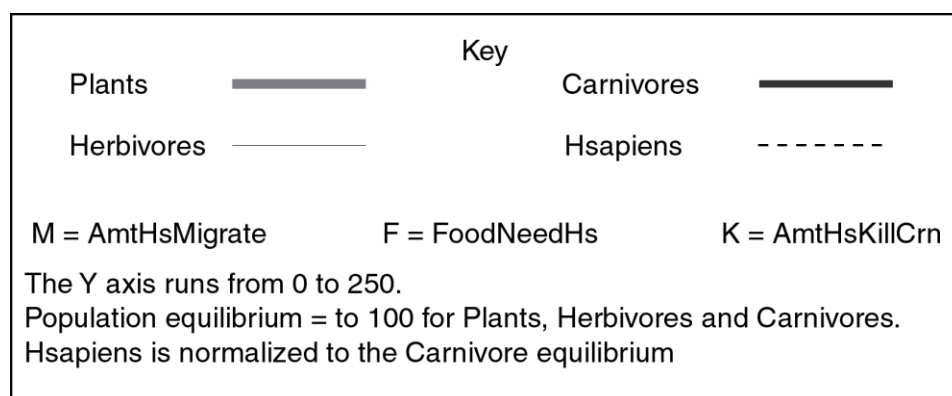 Key
Plants Carnivores
Herbivores Hsapiens
M = AmtHsMigrate F = FoodNeedHs K = AmtHsKillCrn
The Y axis runs from 0 to 250.
Population equilibrium = to 100 for Plants, Herbivores and Carnivores.
Hsapiens is normalized to the Carnivore equilibrium